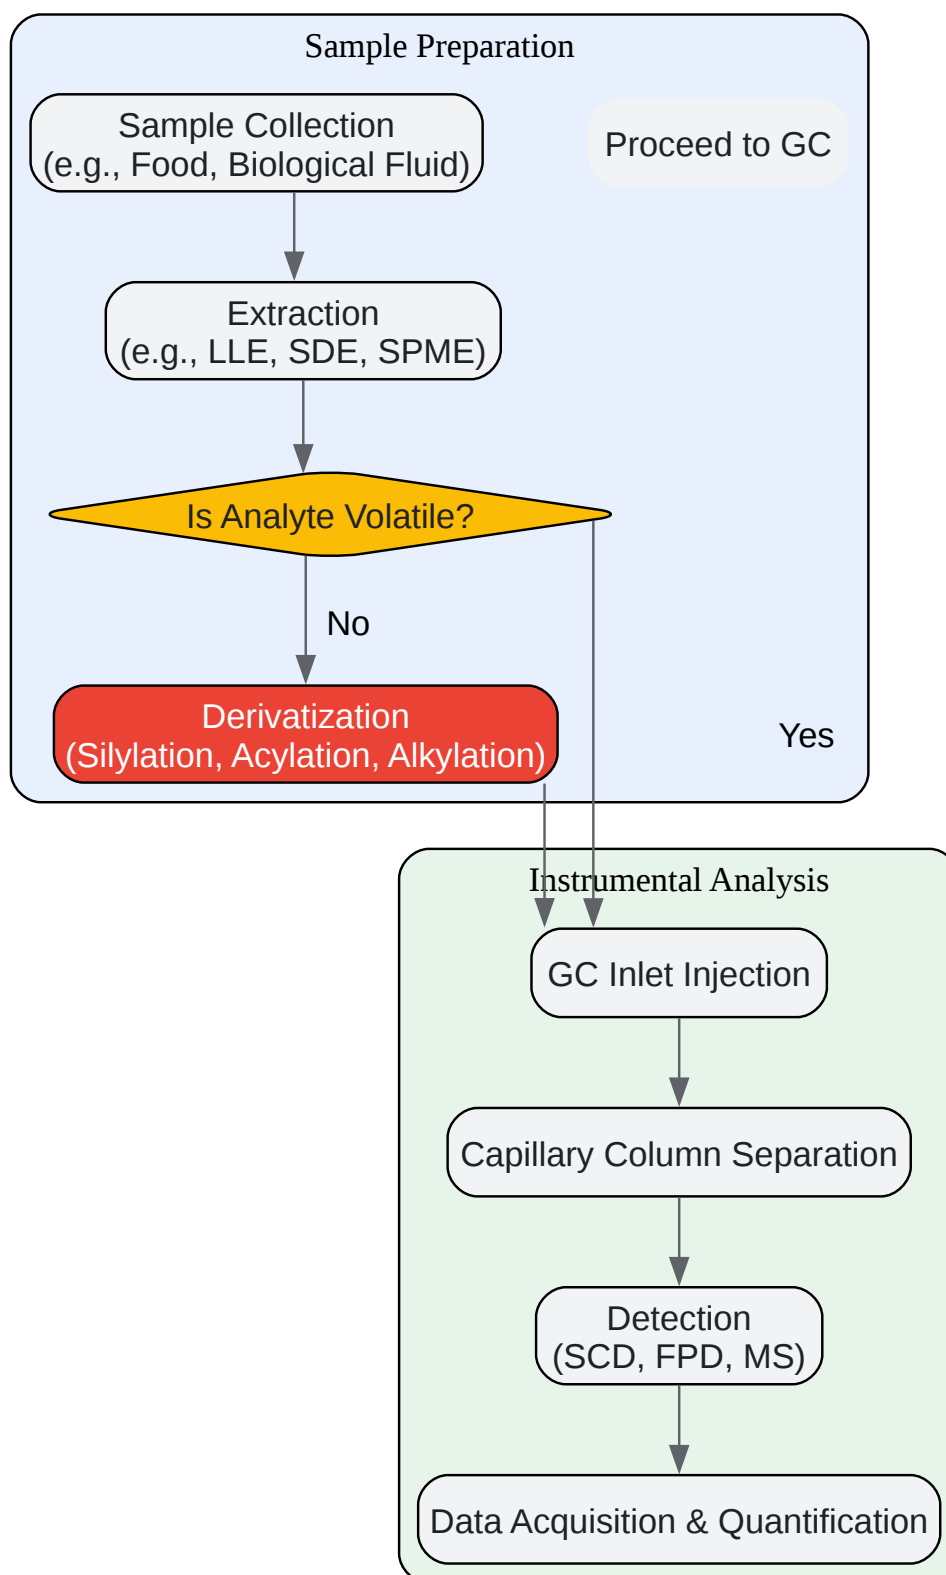 Sample Preparation
Sample Collection
(e.g., Food, Biological Fluid)
Proceed to GC
Extraction
(e.g., LLE, SDE, SPME)
Is Analyte Volatile?
No
Derivatization
(Silylation, Acylation, Alkylation)
Yes
Instrumental Analysis
GC Inlet Injection
Capillary Column Separation
Detection
(SCD, FPD, MS)
Data Acquisition & Quantification